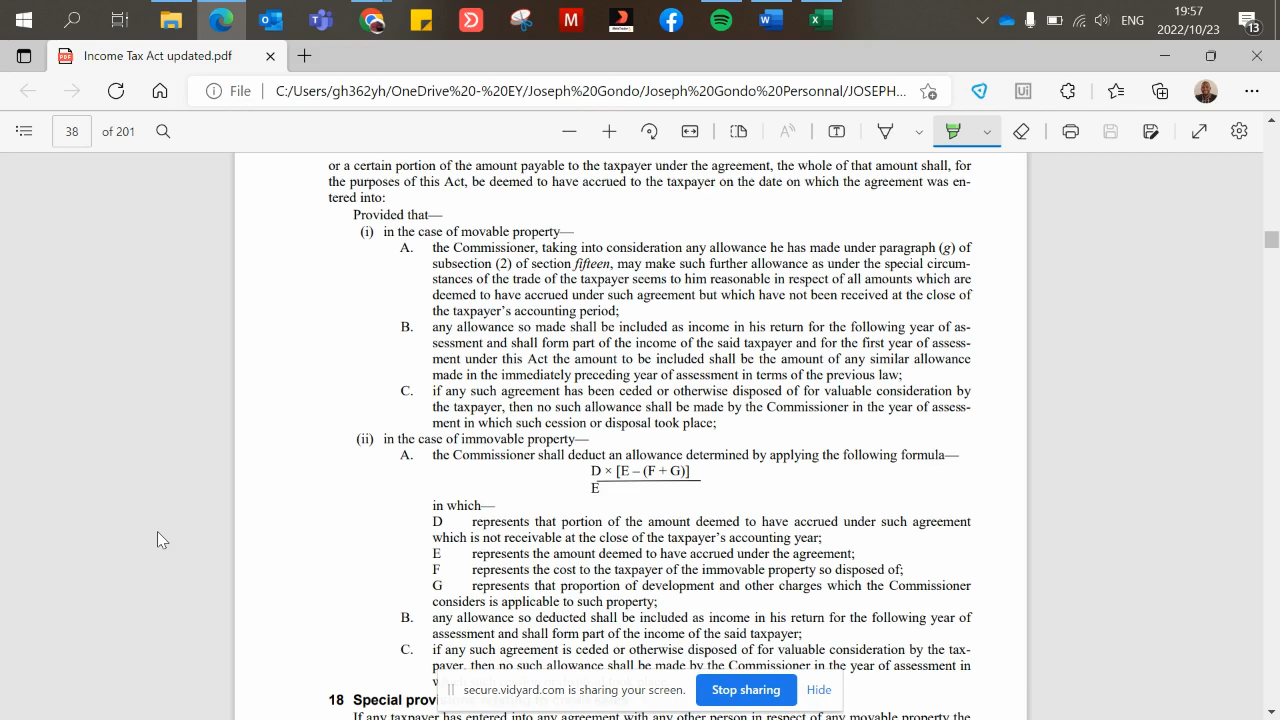 ENG
19:57
2022/10/23
13
Income Tax Act updated.pdf
File
C:/Users/gh362yh/OneDrive%20-%20EY/Joseph%20Gondo/Joseph%20Gondo%20Personnal/JOSEPH...
38 of 201
or a certain portion of the amount payable to the taxpayer under the agreement, the whole of that amount shall, for
the purposes of this Act, be deemed to have accrued to the taxpayer on the date on which the agreement was en-
tered into:
Provided that—
(i) in the case of movable property—
A. the Commissioner, taking into consideration any allowance he has made under paragraph (g) of
subsection (2) of section fifteen, may make such further allowance as under the special circum-
stances of the trade of the taxpayer seems to him reasonable in respect of all amounts which are
deemed to have accrued under such agreement but which have not been received at the close of
the taxpayer's accounting period;
B. any allowance so made shall be included as income in his return for the following year of as-
sessment and shall form part of the income of the said taxpayer and for the first year of assess-
ment under this Act the amount to be included shall be the amount of any similar allowance
made in the immediately preceding year of assessment in terms of the previous law;
C. if any such agreement has been ceded or otherwise disposed of for valuable consideration by
the taxpayer, then no such allowance shall be made by the Commissioner in the year of assess-
ment in which such cession or disposal took place;
(ii) in the case of immovable property—
A. the Commissioner shall deduct an allowance determined by applying the following formula—
D × [E – (F + G)]
E
in which—
D represents that portion of the amount deemed to have accrued under such agreement
which is not receivable at the close of the taxpayer's accounting year;
E represents the amount deemed to have accrued under the agreement;
F represents the cost to the taxpayer of the immovable property so disposed of;
G represents that proportion of development and other charges which the Commissioner
considers is applicable to such property;
B. any allowance so deducted shall be included as income in his return for the following year of
assessment and shall form part of the income of the said taxpayer;
C. if any such agreement is ceded or otherwise disposed of for valuable consideration by the tax-
payer, then no such allowance shall be made by the Commissioner in the year of assessment in
secure.vidyard.com is sharing your screen.
Stop sharing
Hide
18 Special prov
If any taxpayer has entered into any agreement with any other person in respect of any movable property the